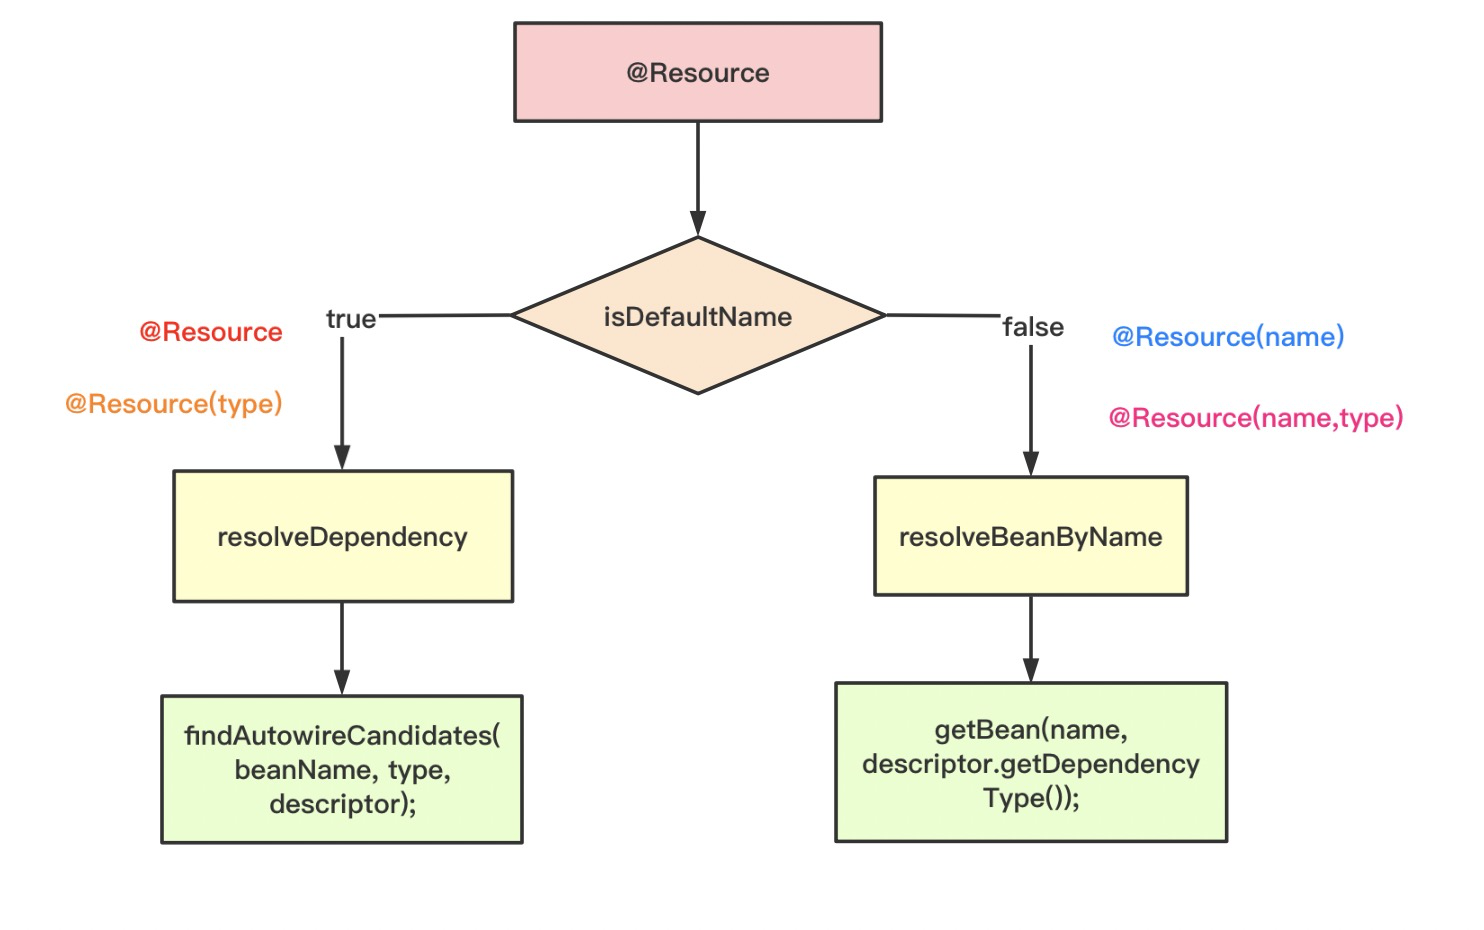 @Resource
isDefaultName
true
false
@Resource
@Resource(type)
@Resource(name)
@Resource(name,type)
resolveDependency
resolveBeanByName
findAutowireCandidates(
beanName, type,
descriptor);
getBean(name,
descriptor.getDependency
Type());